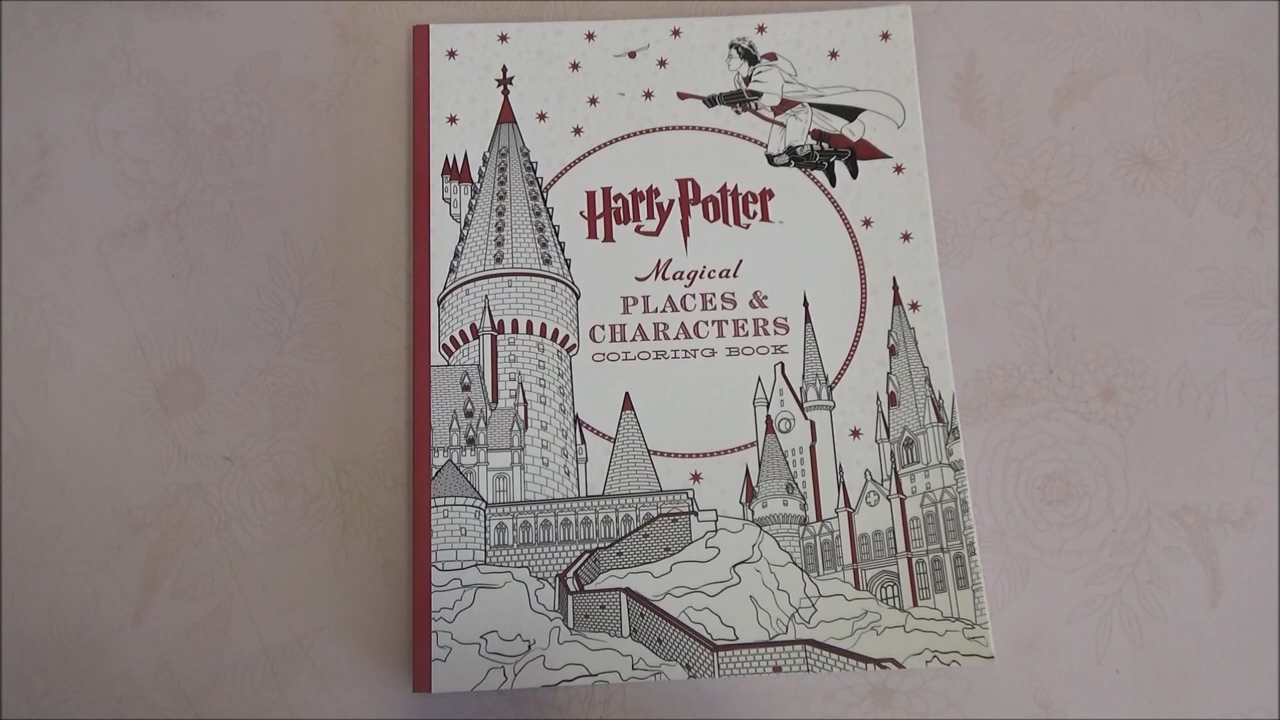 Harry Potter
Magical
PLACES &
CHARACTERS
COLORING BOOK